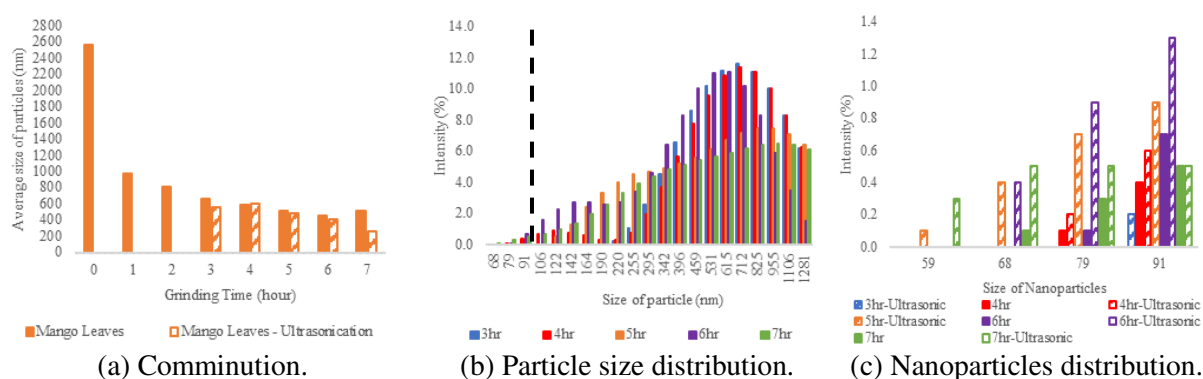 2800
2600
2400
2200
2000
1800
1600
1400
1200
1000
800
600
400
200
0
Average size of particles (nm)
0 1 2 3 4 5 6 7
Grinding Time (hour)
Mango Leaves Mango Leaves - Ultrasonication
(a) Comminution.
14.0
12.0
10.0
8.0
6.0
4.0
2.0
0.0
Intensity (%)
68 79 91 106 122 142 164 190 220 255 295 342 396 459 531 615 712 825 955 1106 1281
Size of particle (nm)
3hr 4hr 5hr 6hr 7hr
(b) Particle size distribution.
1.4
1.2
1.0
0.8
0.6
0.4
0.2
0.0
Intensity (%)
59 68 79 91
Size of Nanoparticles
3hr-Ultrasonic 4hr 4hr-Ultrasonic
5hr-Ultrasonic 6hr 6hr-Ultrasonic
7hr 7hr-Ultrasonic
(c) Nanoparticles distribution.